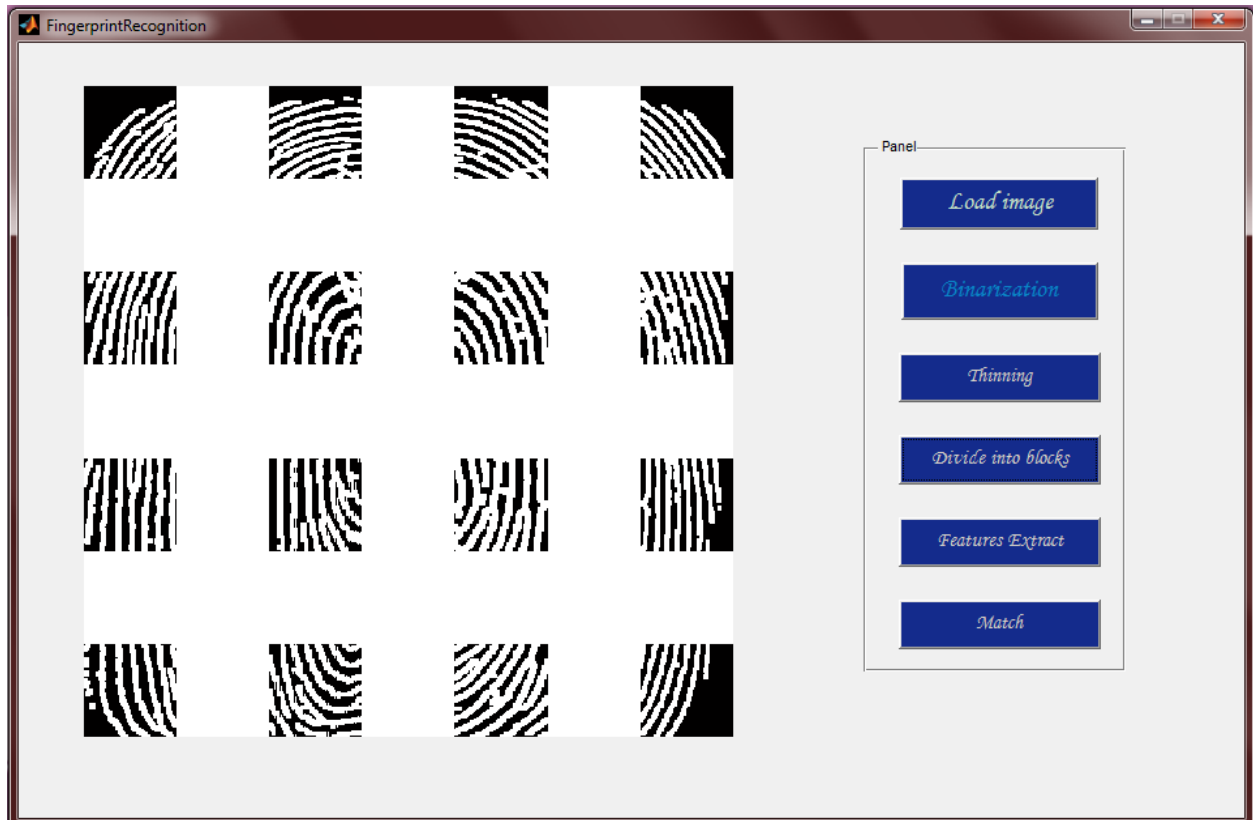 FingerprintRecognition
Panel
Load image
Binarization
Thinning
Divide into blocks
Features Extract
Match